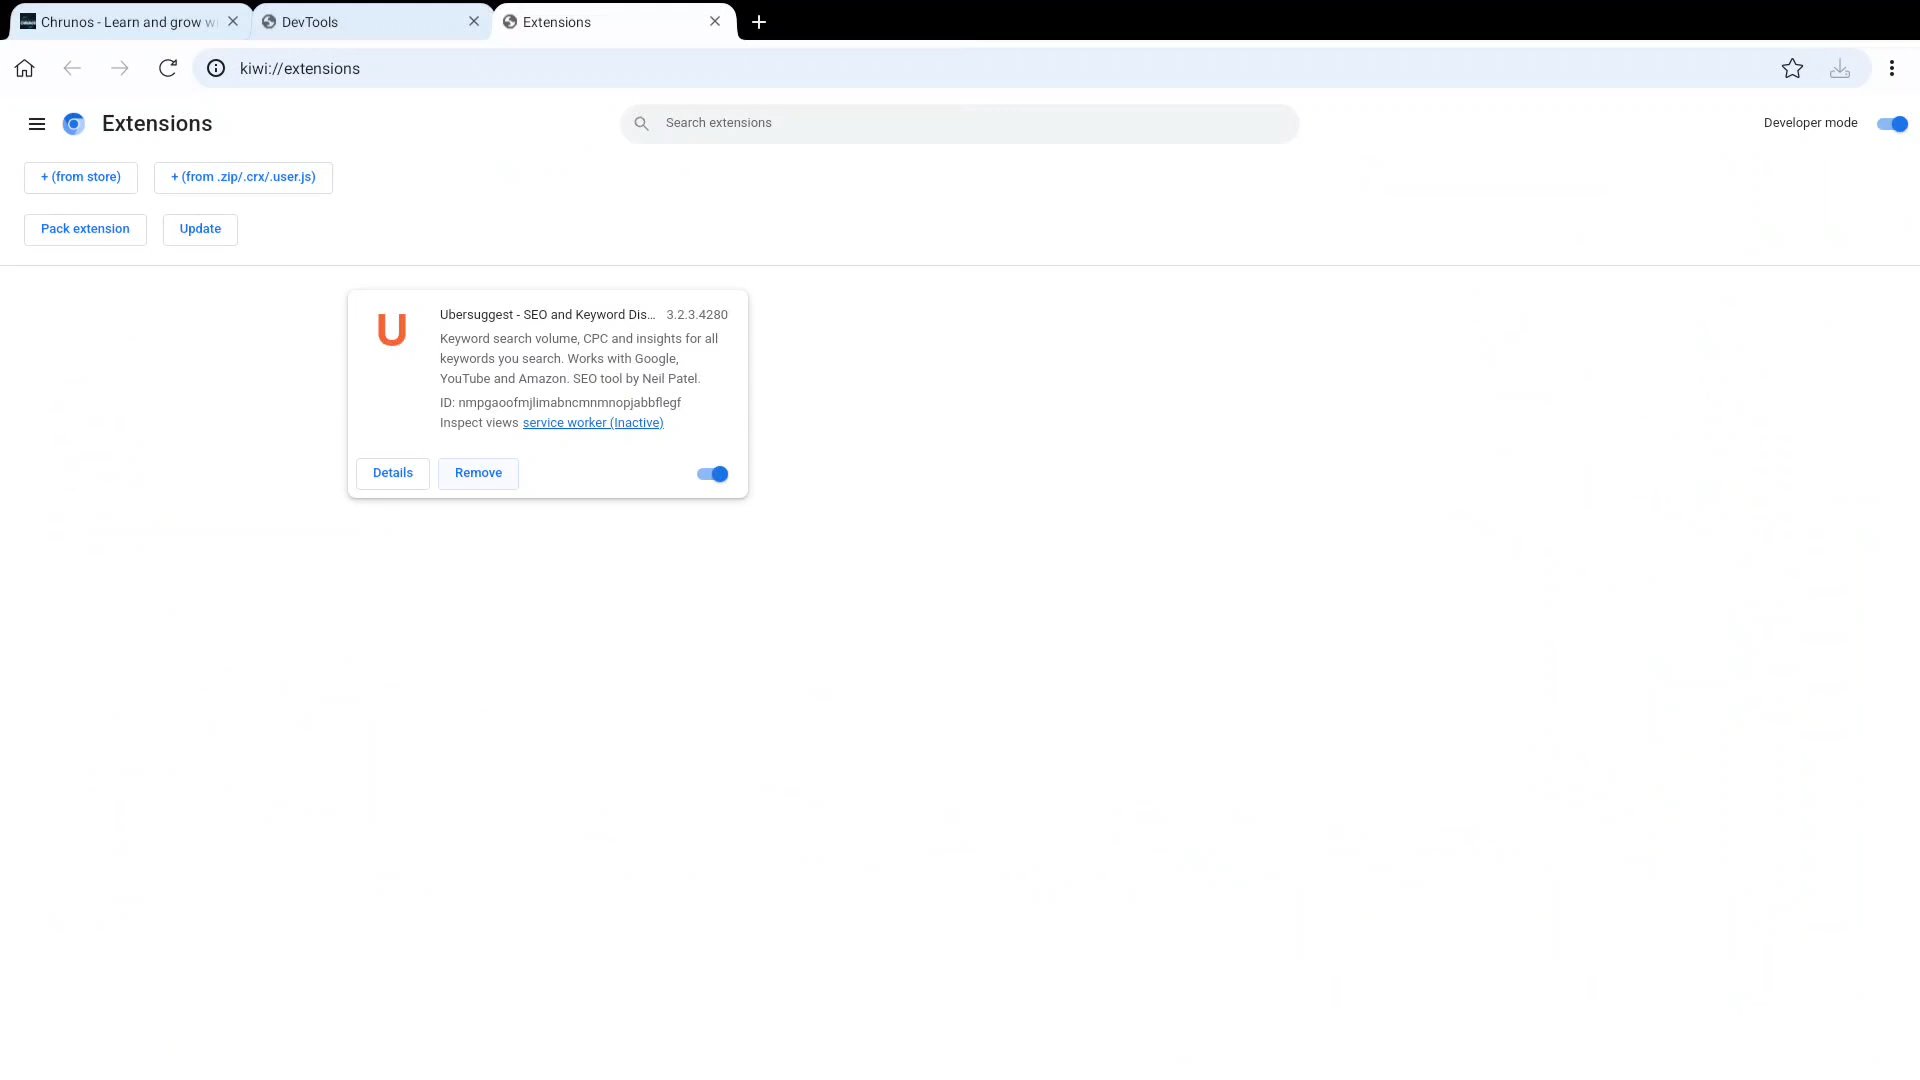 Chrunos - Learn and grow w
DevTools
Extensions
kiwi://extensions
Extensions
Search extensions
Developer mode
+ (from store)
+ (from .zip/.crx/.user.js)
Pack extension
Update
U
Ubersuggest - SEO and Keyword Dis... 3.2.3.4280
Keyword search volume, CPC and insights for all
keywords you search. Works with Google,
YouTube and Amazon. SEO tool by Neil Patel.
ID: nmpgaoofmjlimabncmnmnopjabbflegf
Inspect views service worker (Inactive)
Details
Remove